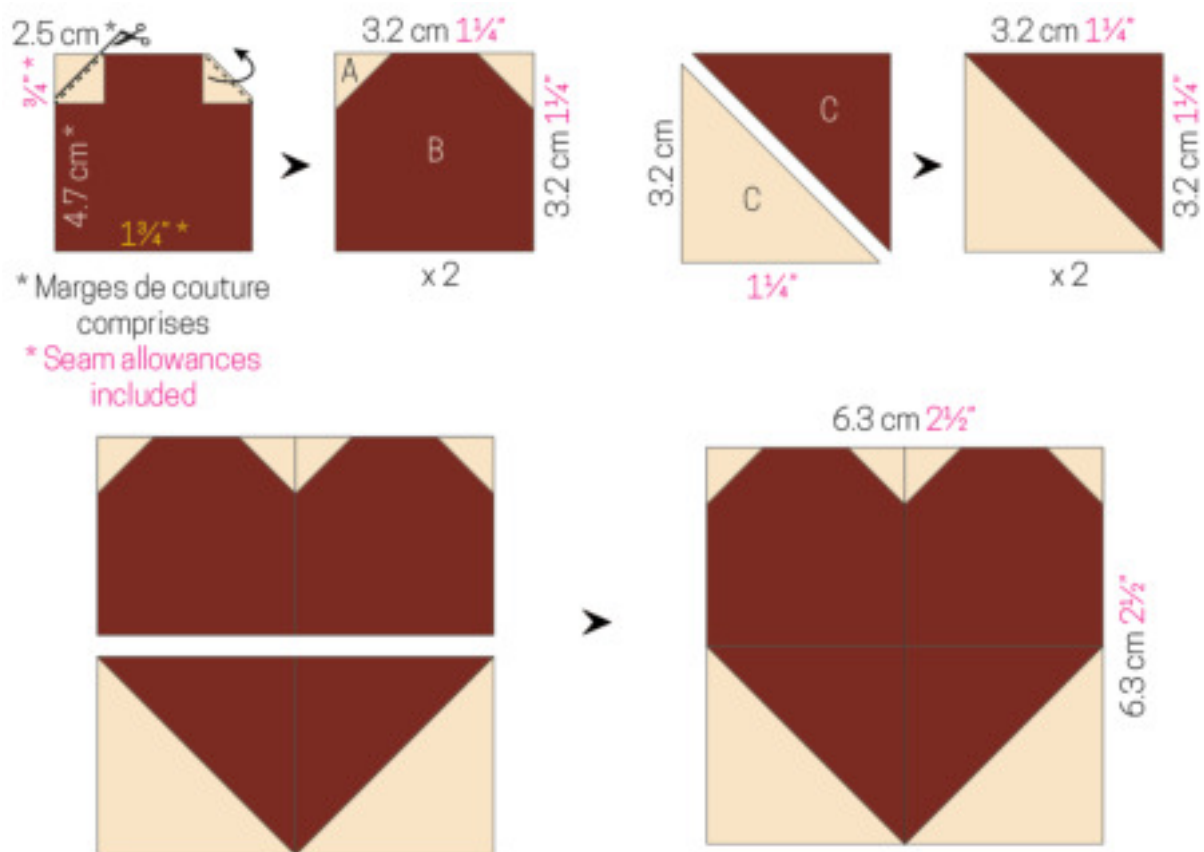 2.5 cm *
¾" *
4.7 cm *
1¾" *
3.2 cm 1¼"
A
B
3.2 cm 1¼"
x 2
3.2 cm
C
C
1¼"
3.2 cm 1¼"
3.2 cm 1¼"
x 2
* Marges de couture
comprises
* Seam allowances
included
6.3 cm 2½"
6.3 cm 2½"